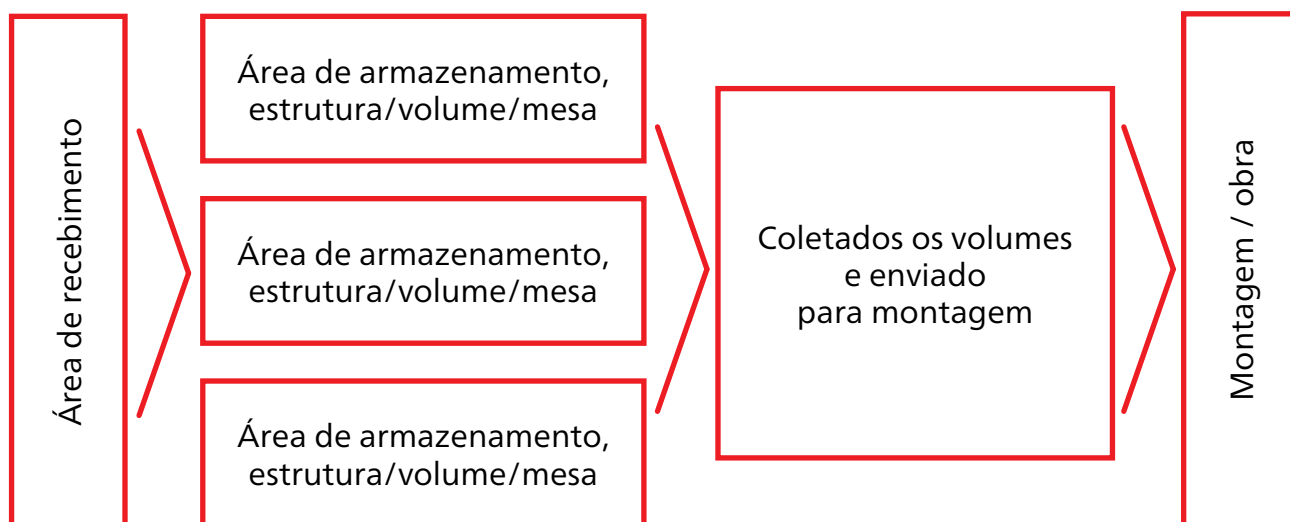 Área de recebimento
Área de armazenamento,
estrutura/volume/mesa
Área de armazenamento,
estrutura/volume/mesa
Área de armazenamento,
estrutura/volume/mesa
Coletados os volumes
e enviado
para montagem
Montagem / obra